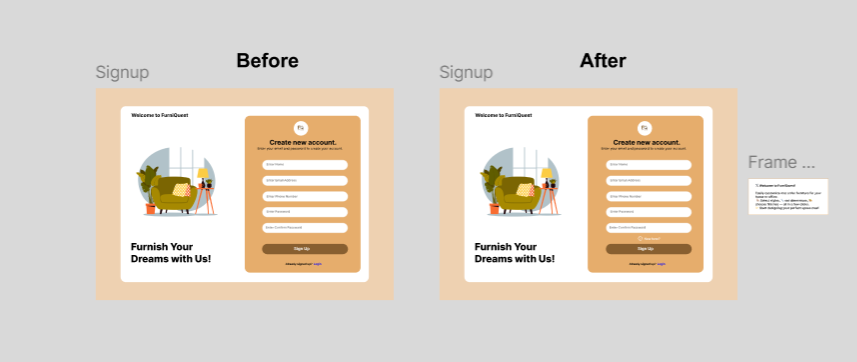 Before
After
Signup
Welcome to FurniQuest
Create new account.
Enter your email and password to create your account.
Enter Name
Enter Email Address
Enter Phone Number
Enter Password
Enter Confirm Password
Sign Up
Already signed up? Login
Furnish Your
Dreams with Us!
Signup
Welcome to FurniQuest
Create new account.
Enter your email and password to create your account.
Enter Name
Enter Email Address
Enter Phone Number
Enter Password
Enter Confirm Password
Sign Up
Already signed up? Login
Furnish Your
Dreams with Us!
Frame ...
Welcome to FurniQuest!